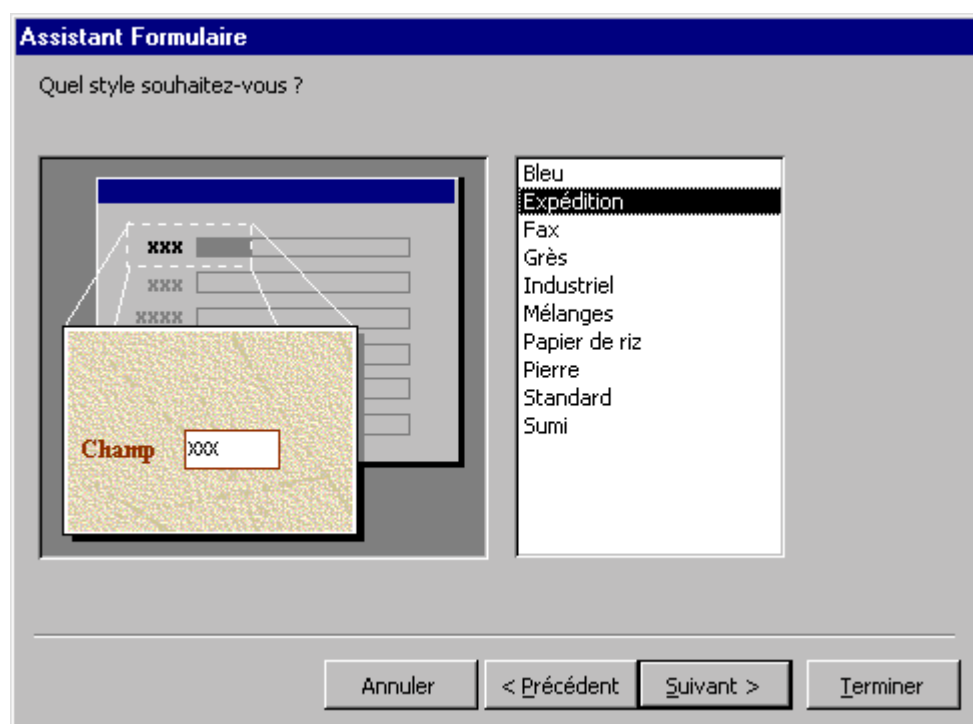 Assistant Formulaire
Quel style souhaitez-vous ?
xxx
xxx
xxxx
Champ
xxx
Bleu
Expédition
Fax
Grès
Industriel
Mélanges
Papier de riz
Pierre
Standard
Sumi
Annuler
< Précédent
Suivant >
Terminer